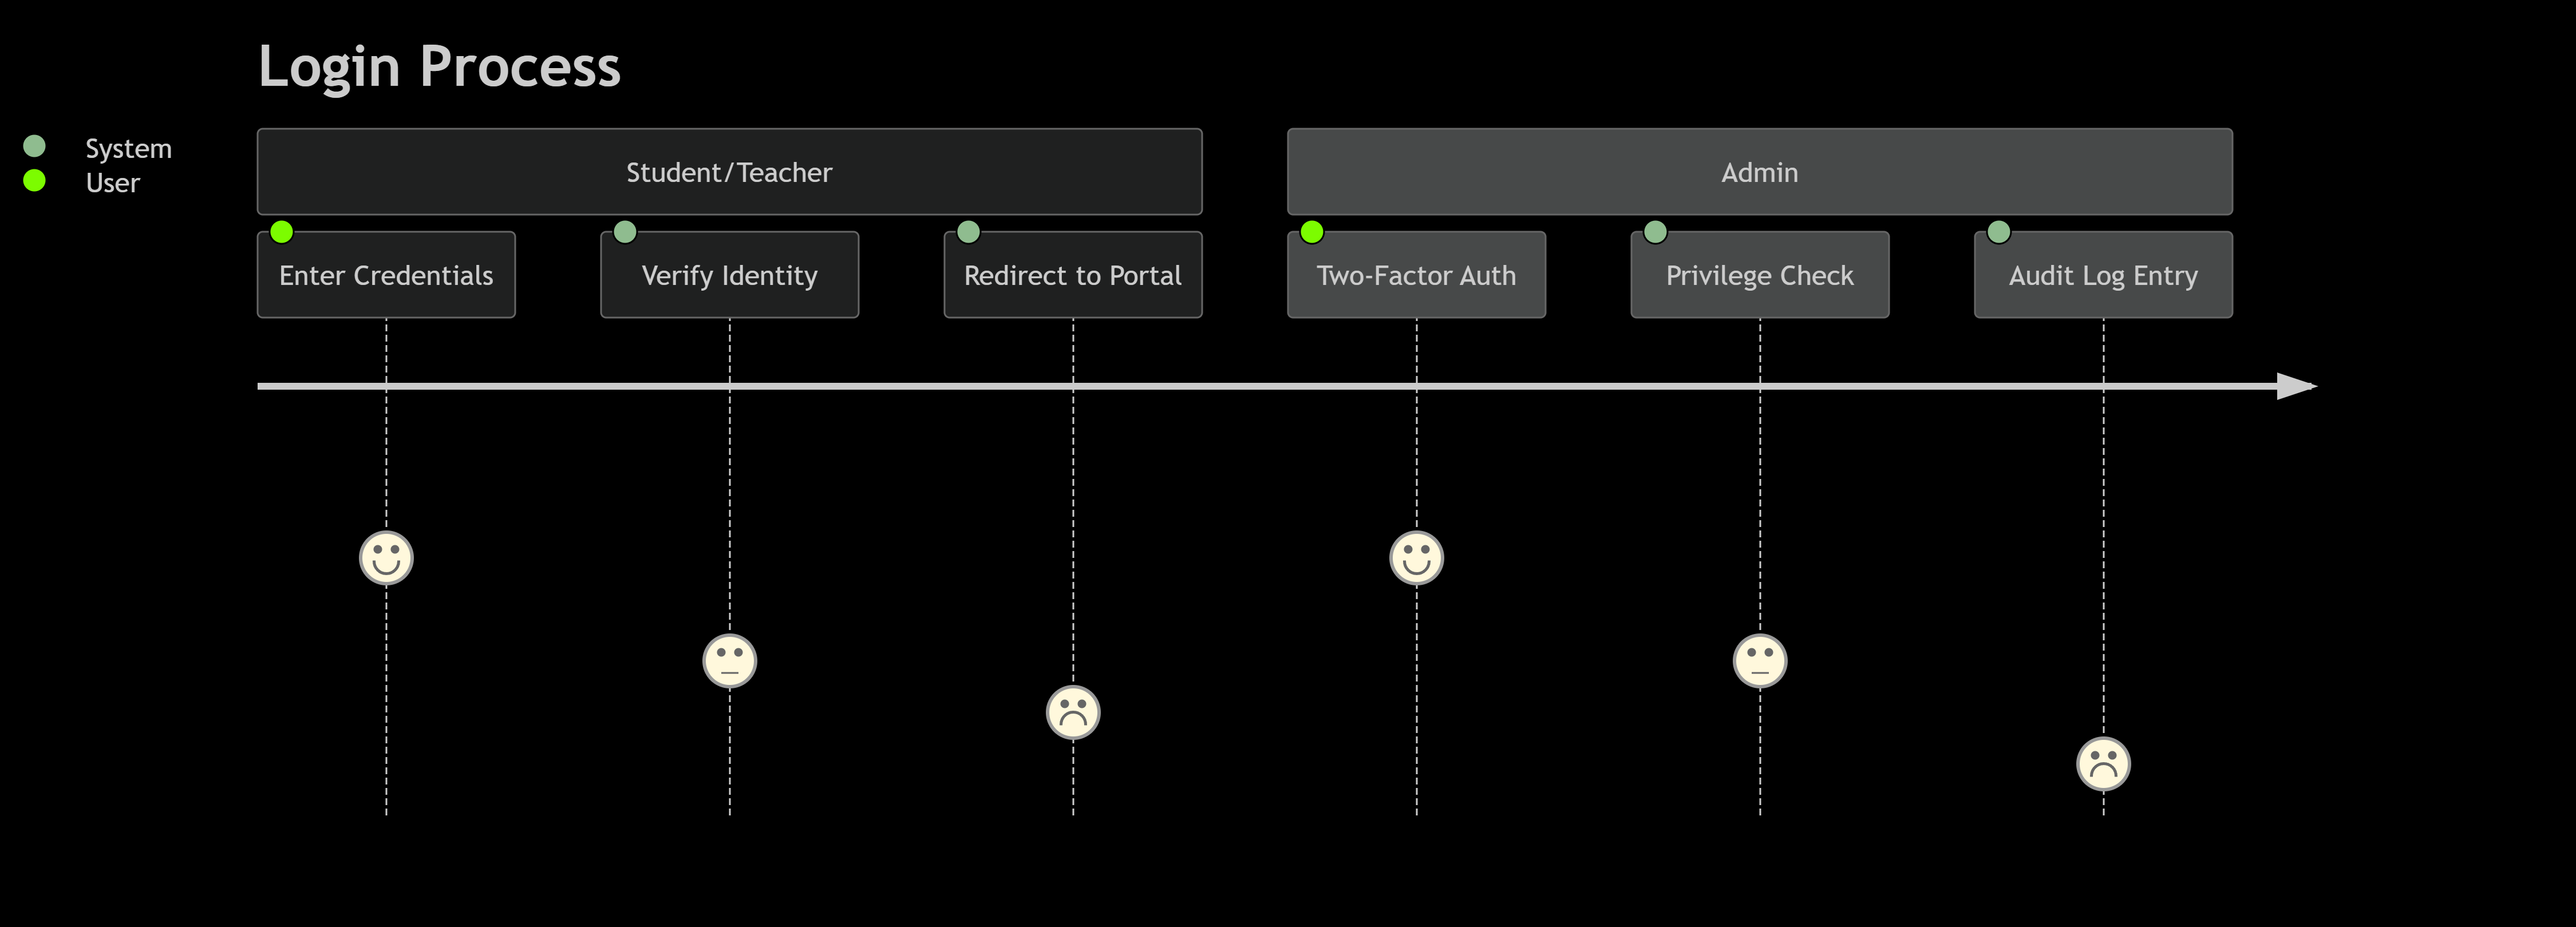 Login Process
System
User
Student/Teacher
Admin
Enter Credentials
Verify Identity
Redirect to Portal
Two-Factor Auth
Privilege Check
Audit Log Entry